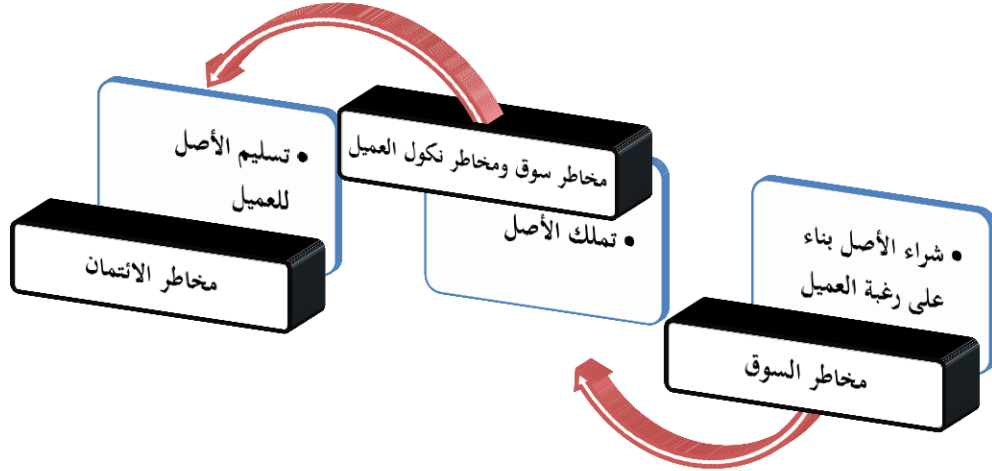 • شراء الأصل بناء
على رغبة العميل
مخاطر السوق
مخاطر سوق ومخاطر نكول العميل
• تملك الأصل
• تسليم الأصل
للعميل
مخاطر الائتمان